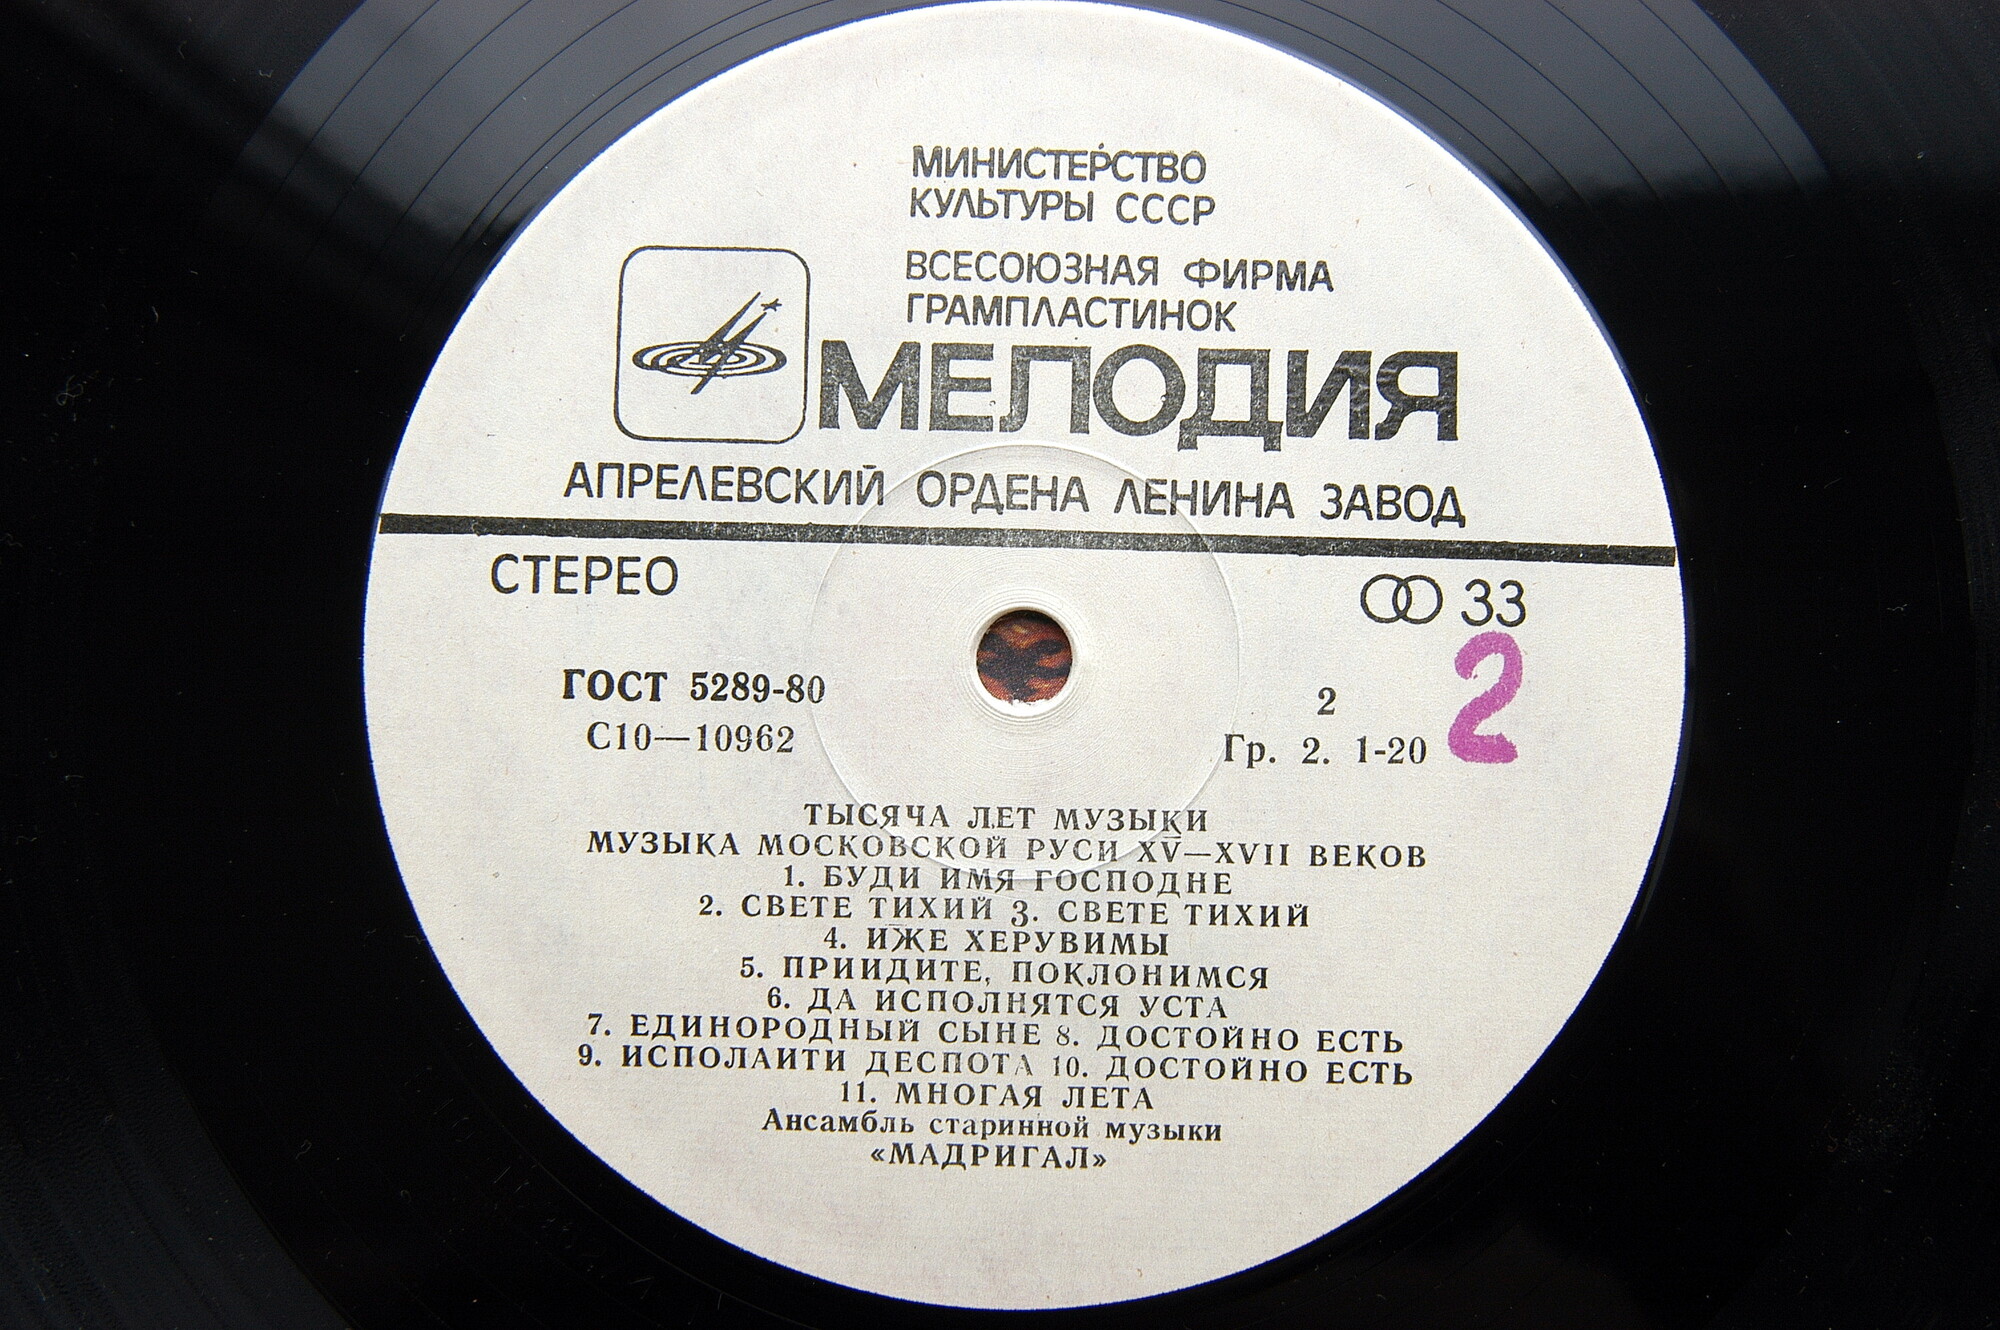 МИНИСТЕРСТВО
КУЛЬТУРЫ СССР
ВСЕСОЮЗНАЯ ФИРМА
ГРАМПЛАСТИНОК
МЕЛОДИЯ
АПРЕЛЕВСКИЙ ОРДЕНА ЛЕНИНА ЗАВОД
СТЕРЕО
33
2
ГОСТ 5289-80
2
С10—10962
Гр. 2. 1-20
ТЫСЯЧА ЛЕТ МУЗЫКИ
МУЗЫКА МОСКОВСКОЙ РУСИ XV—XVII ВЕКОВ
1. БУДИ ИМЯ ГОСПОДНЕ
2. СВЕТЕ ТИХИЙ 3. СВЕТЕ ТИХИЙ
4. ИЖЕ ХЕРУВИМЫ
5. ПРИИДИТЕ, ПОКЛОНИМСЯ
6. ДА ИСПОЛНЯТСЯ УСТА
7. ЕДИНОРОДНЫЙ СЫНЕ 8. ДОСТОЙНО ЕСТЬ
9. ИСПОЛАИТИ ДЕСПОТА 10. ДОСТОЙНО ЕСТЬ
11. МНОГАЯ ЛЕТА
Ансамбль старинной музыки
«МАДРИГАЛ»